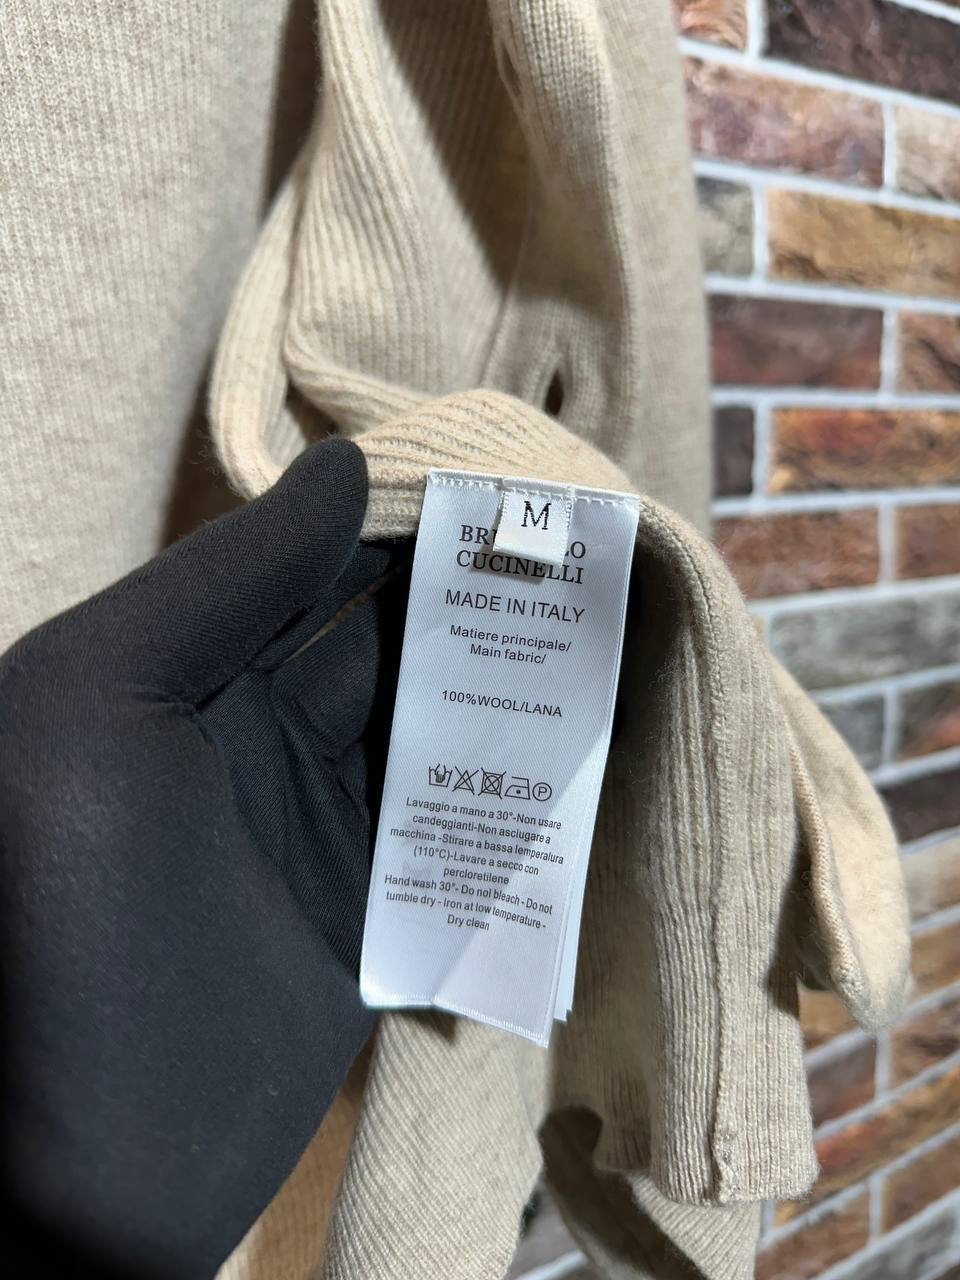 M
BR LO
CUCINELLI
MADE IN ITALY
Matiere principale/
Main fabric/
100%WOOL/LANA
P
Lavaggio a mano a 30°-Non usare
candeggianti-Non asciugare a
macchina -Stirare a bassa temperatura
(110°C)-Lavare a secco con
percloretilene
Hand wash 30°- Do not bleach - Do not
tumble dry - Iron at low temperature -
Dry clean